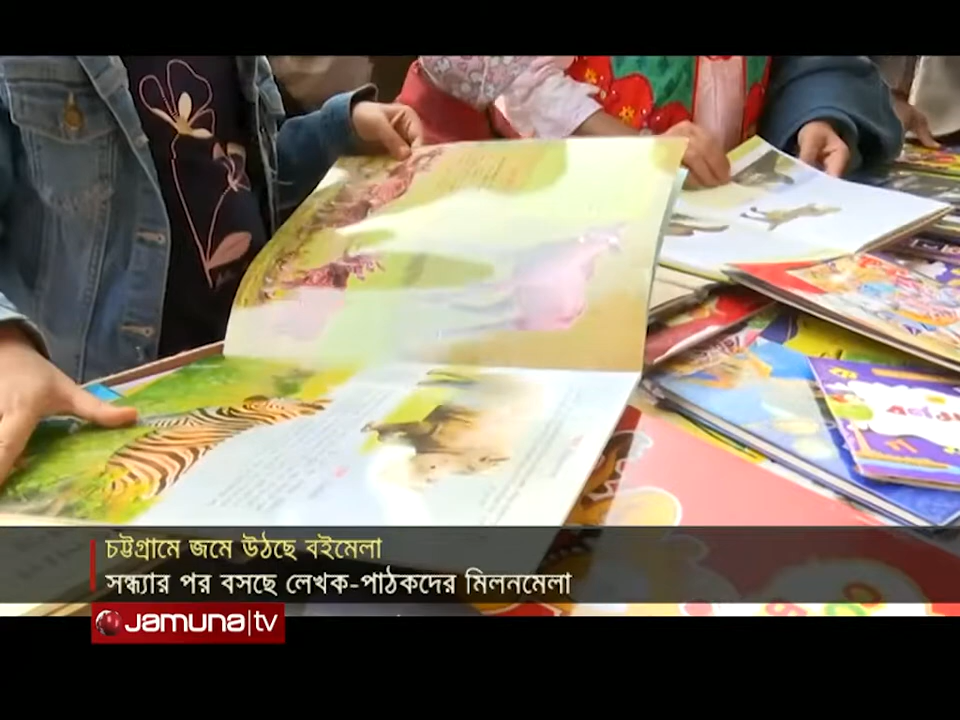 চট্টগ্রামে জমে উঠছে বইমেলা
সন্ধ্যার পর বসছে লেখক-পাঠকদের মিলনমেলা
Jamuna|tv